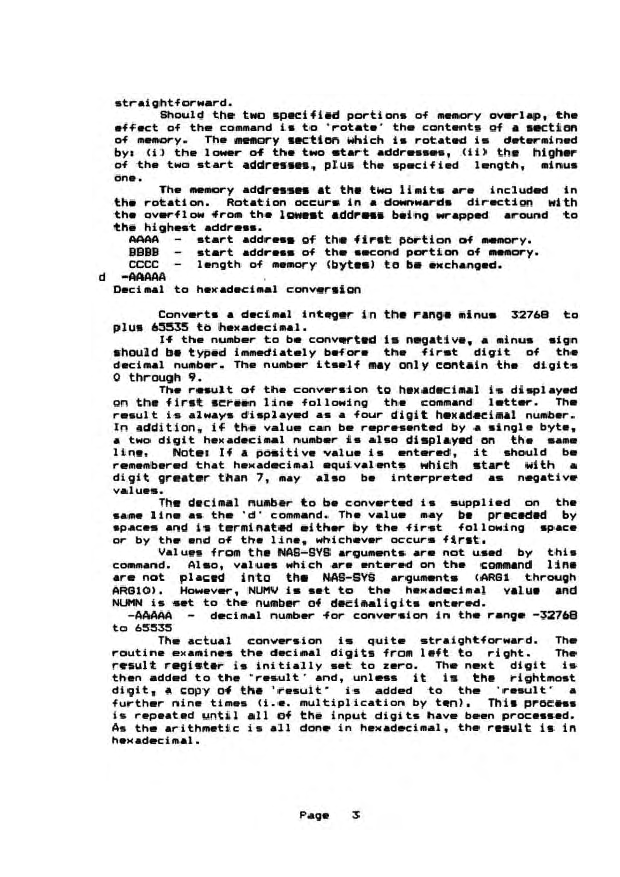 straightforward.
Should the two specified portions of memory overlap, the
effect of the command is to 'rotate' the contents of a section
of memory. The memory section which is rotated is determined
by: (i) the lower of the two start addresses, (ii) the higher
of the two start addresses, plus the specified length, minus
one.
The memory addresses at the two limits are included in
the rotation. Rotation occurs in a downwards direction with
the overflow from the lowest address being wrapped around to
the highest address.
AAAA - start address of the first portion of memory.
BBBB - start address of the second portion of memory.
CCCC - length of memory (bytes) to be exchanged.
d -AAAAA
Decimal to hexadecimal conversion
Converts a decimal integer in the range minus 32768 to
plus 65535 to hexadecimal.
If the number to be converted is negative, a minus sign
should be typed immediately before the first digit of the
decimal number. The number itself may only contain the digits
0 through 9.
The result of the conversion to hexadecimal is displayed
on the first screen line following the command letter. The
result is always displayed as a four digit hexadecimal number.
In addition, if the value can be represented by a single byte,
a two digit hexadecimal number is also displayed on the same
line. Note: If a positive value is entered, it should be
remembered that hexadecimal equivalents which start with a
digit greater than 7, may also be interpreted as negative
values.
The decimal number to be converted is supplied on the
same line as the 'd' command. The value may be preceded by
spaces and is terminated either by the first following space
or by the end of the line, whichever occurs first.
Values from the NAS-SYS arguments are not used by this
command. Also, values which are entered on the command line
are not placed into the NAS-SYS arguments (ARG1 through
ARG10). However, NUMV is set to the hexadecimal value and
NUMN is set to the number of decimaligits entered.
-AAAAA - decimal number for conversion in the range -32768
to 65535
The actual conversion is quite straightforward. The
routine examines the decimal digits from left to right. The
result register is initially set to zero. The next digit is
then added to the 'result' and, unless it is the rightmost
digit, a copy of the 'result' is added to the 'result' a
further nine times (i.e. multiplication by ten). This process
is repeated until all of the input digits have been processed.
As the arithmetic is all done in hexadecimal, the result is in
hexadecimal.
Page 3